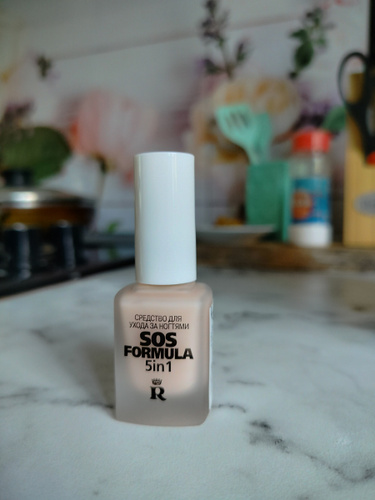 СРЕДСТВО ДЛЯ
УХОДА ЗА НОГТЯМИ
SOS
FORMULA
5in1
R